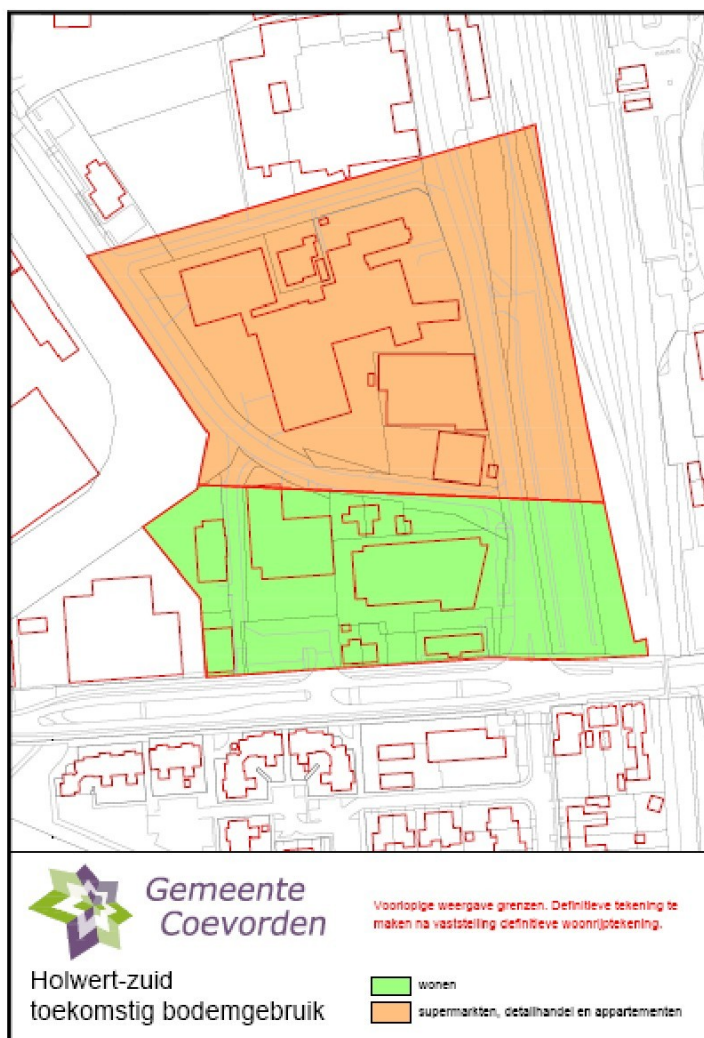 Gemeente
Coevorden
Voorlopige weergave grenzen. Definitieve tekening te
maken na vaststelling definitieve woonrijptekening.
Holwert-zuid
toekomstig bodemgebruik
wonen
supermarkten, detailhandel en appartementen